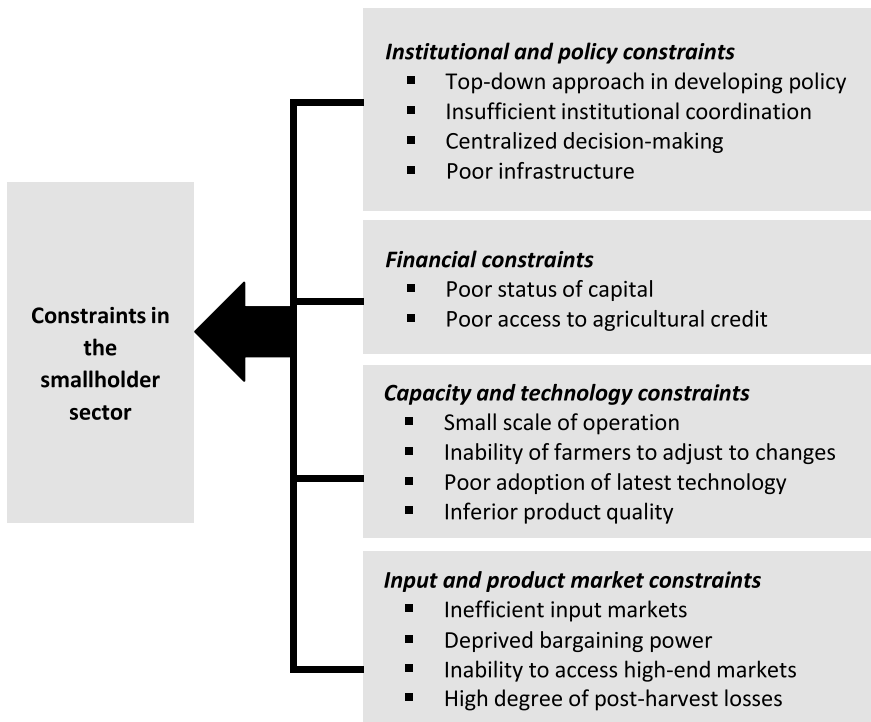 Constraints in
the
smallholder
sector
Institutional and policy constraints
▪ Top-down approach in developing policy
▪ Insufficient institutional coordination
▪ Centralized decision-making
▪ Poor infrastructure
Financial constraints
▪ Poor status of capital
▪ Poor access to agricultural credit
Capacity and technology constraints
▪ Small scale of operation
▪ Inability of farmers to adjust to changes
▪ Poor adoption of latest technology
▪ Inferior product quality
Input and product market constraints
▪ Inefficient input markets
▪ Deprived bargaining power
▪ Inability to access high-end markets
▪ High degree of post-harvest losses